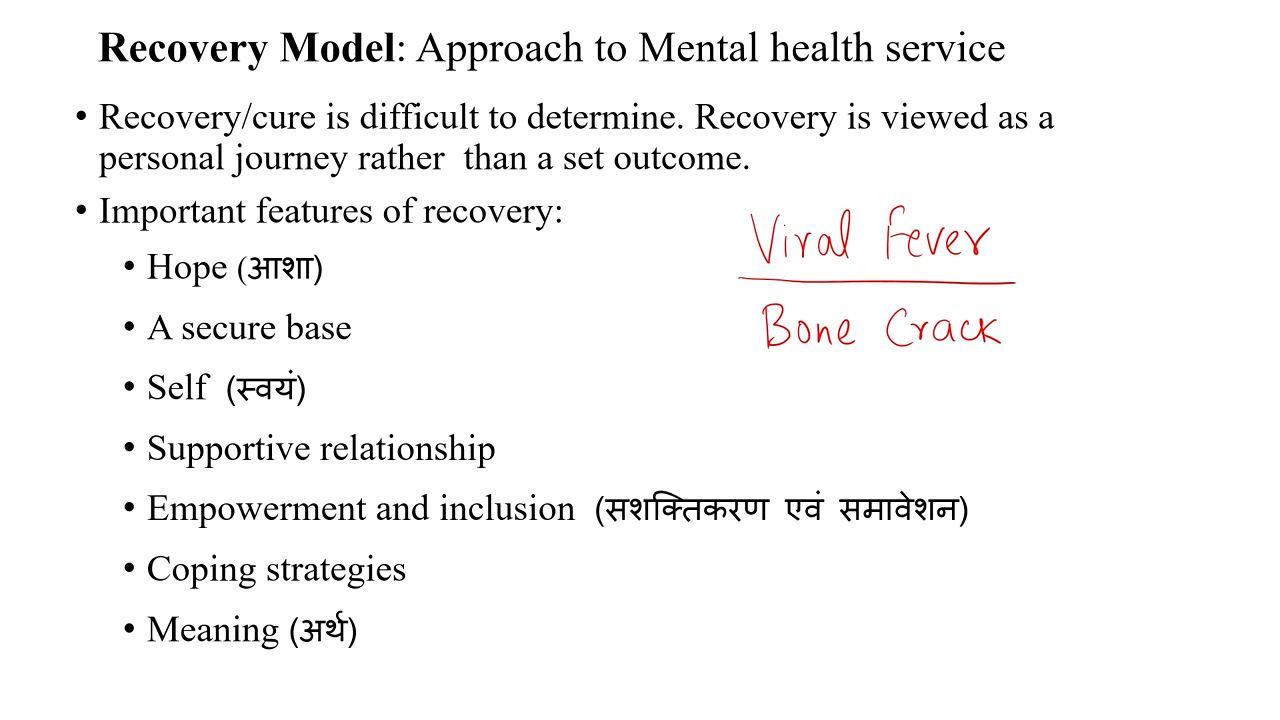 Recovery Model: Approach to Mental health service
• Recovery/cure is difficult to determine. Recovery is viewed as a
personal journey rather than a set outcome.
• Important features of recovery:
• Hope (आशा)
• A secure base
• Self (स्वयं)
• Supportive relationship
• Empowerment and inclusion (सशक्तिकरण एवं समावेशन)
• Coping strategies
• Meaning (अर्थ)
Viral Fever
Bone Crack